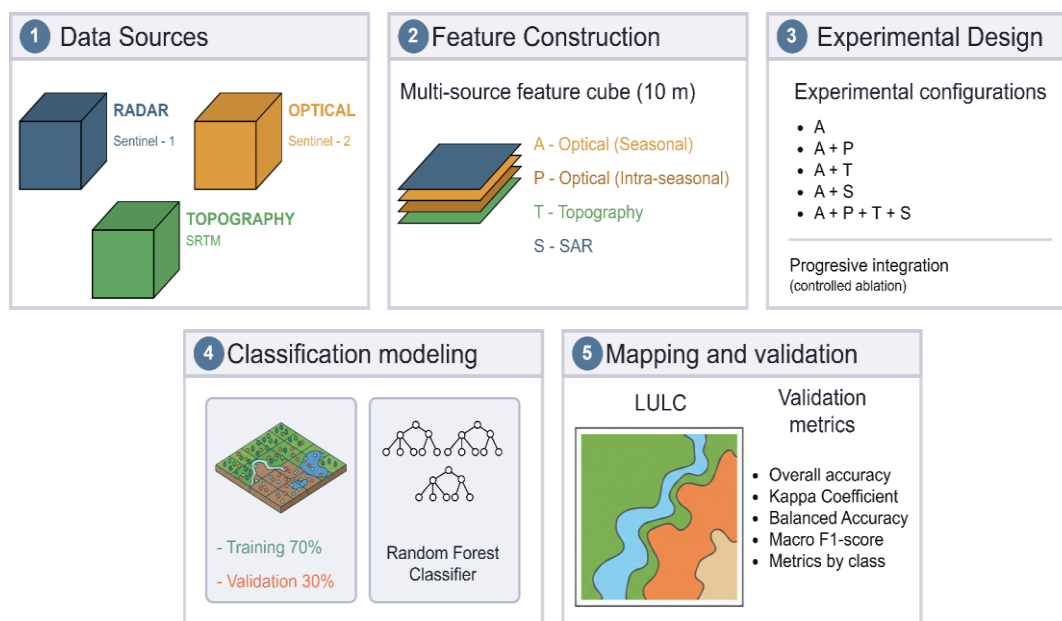 1 Data Sources
RADAR
Sentinel - 1
OPTICAL
Sentinel - 2
TOPOGRAPHY
SRTM
2 Feature Construction
Multi-source feature cube (10 m)
A - Optical (Seasonal)
P - Optical (Intra-seasonal)
T - Topography
S - SAR
3 Experimental Design
Experimental configurations
• A
• A + P
• A + T
• A + S
• A + P + T + S
Progresive integration
(controlled ablation)
4 Classification modeling
- Training 70%
- Validation 30%
Random Forest
Classifier
5 Mapping and validation
LULC
Validation
metrics
• Overall accuracy
• Kappa Coefficient
• Balanced Accuracy
• Macro F1-score
• Metrics by class